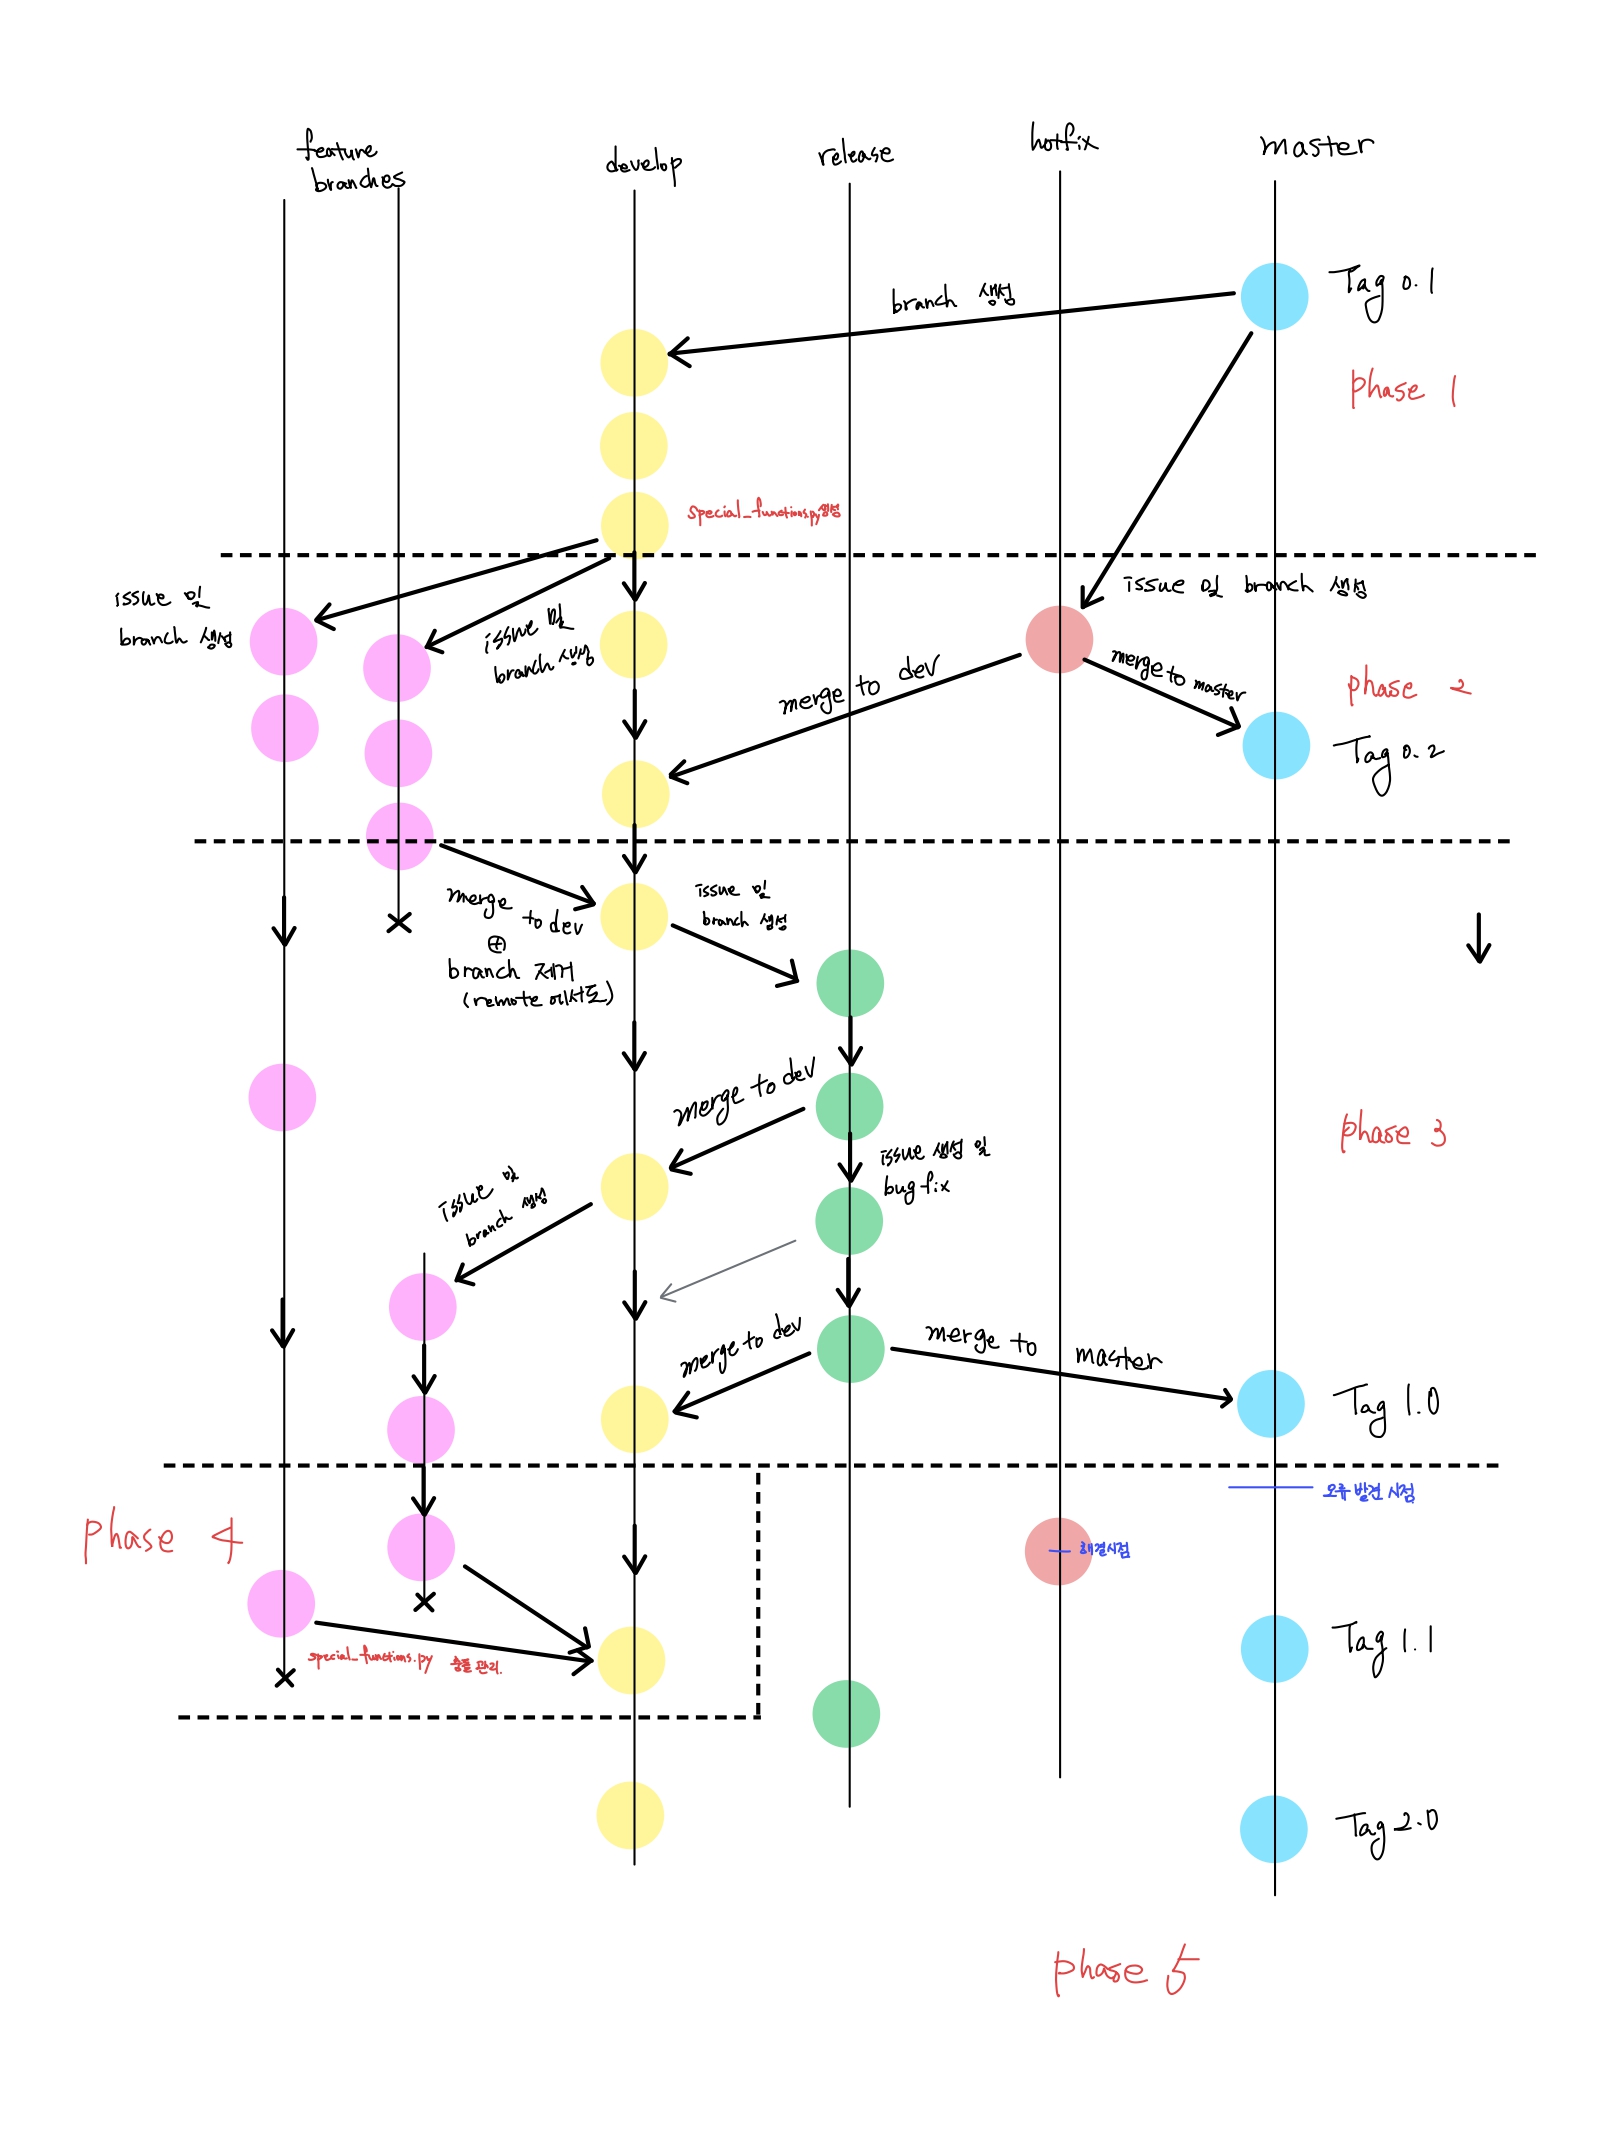 feature
branches
develop
release
hotfix
master
Tag 0.1
branch 생성
phase 1
special_functions.py생성
issue 및
branch 생성
issue 및
branch 생성
issue 및 branch 생성
merge to dev
merge to master
phase 2
Tag 0.2
merge
to dev
⊕
branch 제거
(remote 에서도)
issue 및
branch 생성
merge to dev
issue 생성 및
bugfix
phase 3
issue 및
branch 생성
merge to dev
merge to master
Tag 1.0
오류 발견 시점
phase 4
해결시점
special_functions.py 충돌 관리.
Tag 1.1
Tag 2.0
phase 5